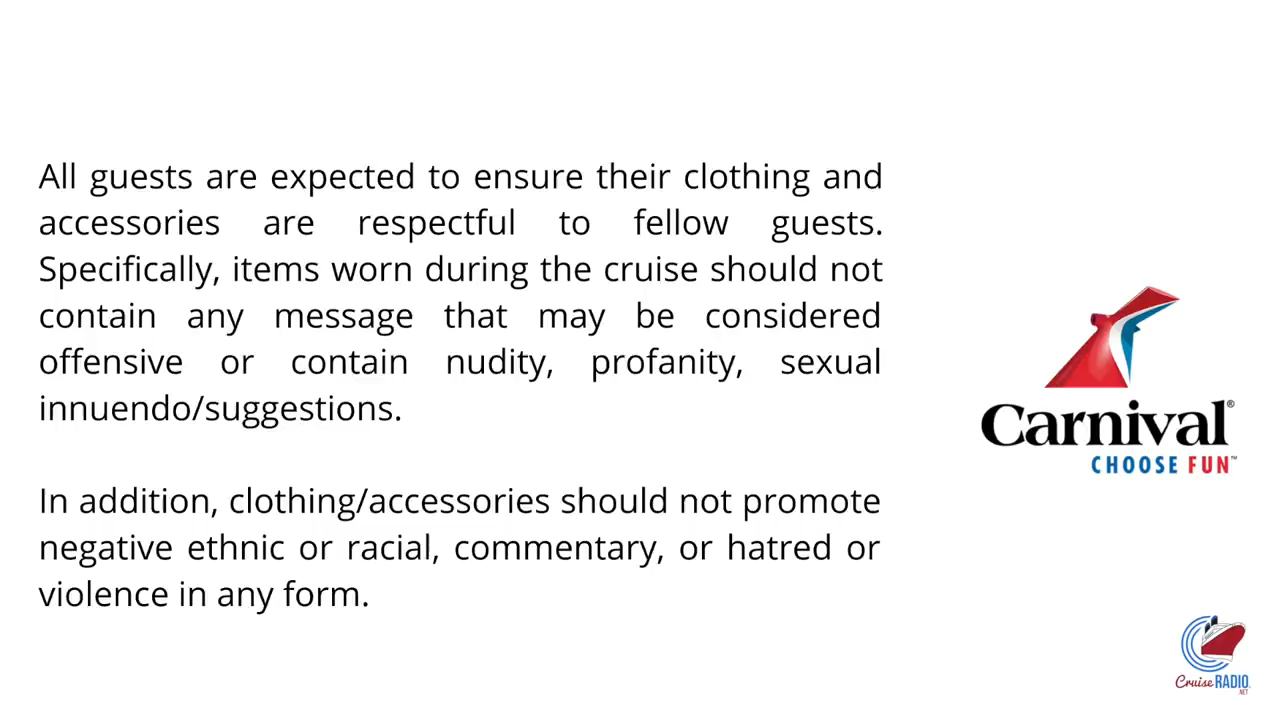 All guests are expected to ensure their clothing and
accessories are respectful to fellow guests.
Specifically, items worn during the cruise should not
contain any message that may be considered
offensive or contain nudity, profanity, sexual
innuendo/suggestions.
In addition, clothing/accessories should not promote
negative ethnic or racial, commentary, or hatred or
violence in any form.
Carnival®
CHOOSE FUN™
Cruise RADIO
.NET